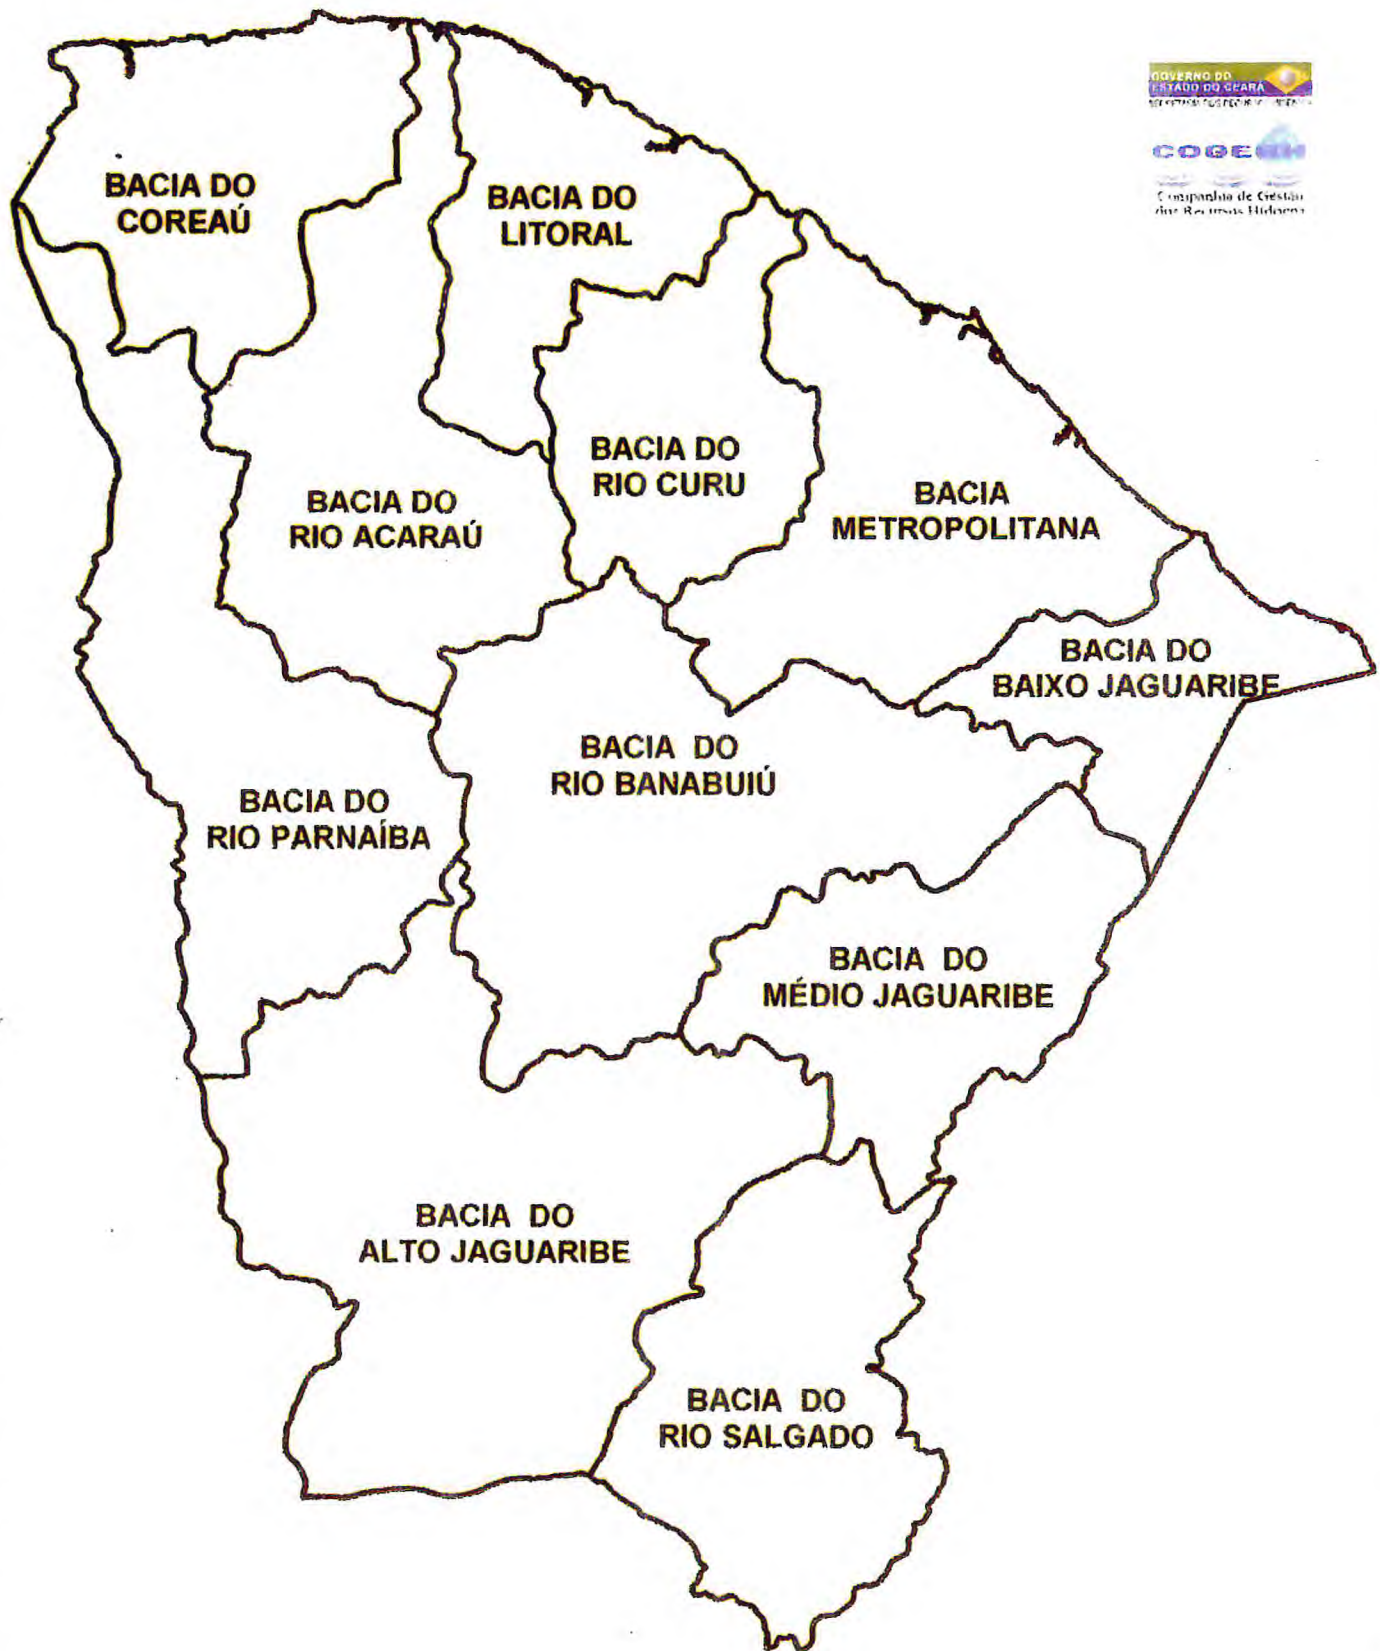 GOVERNO DO
ESTADO DO CEARÁ
COGERH
Companhia de Gestão
dos Recursos
BACIA DO
COREAÚ
BACIA DO
LITORAL
BACIA DO
RIO CURU
BACIA DO
RIO ACARAÚ
BACIA
METROPOLITANA
BACIA DO
BAIXO JAGUARIBE
BACIA DO
RIO BANABUIÚ
BACIA DO
RIO PARNAÍBA
BACIA DO
MÉDIO JAGUARIBE
BACIA DO
ALTO JAGUARIBE
BACIA DO
RIO SALGADO